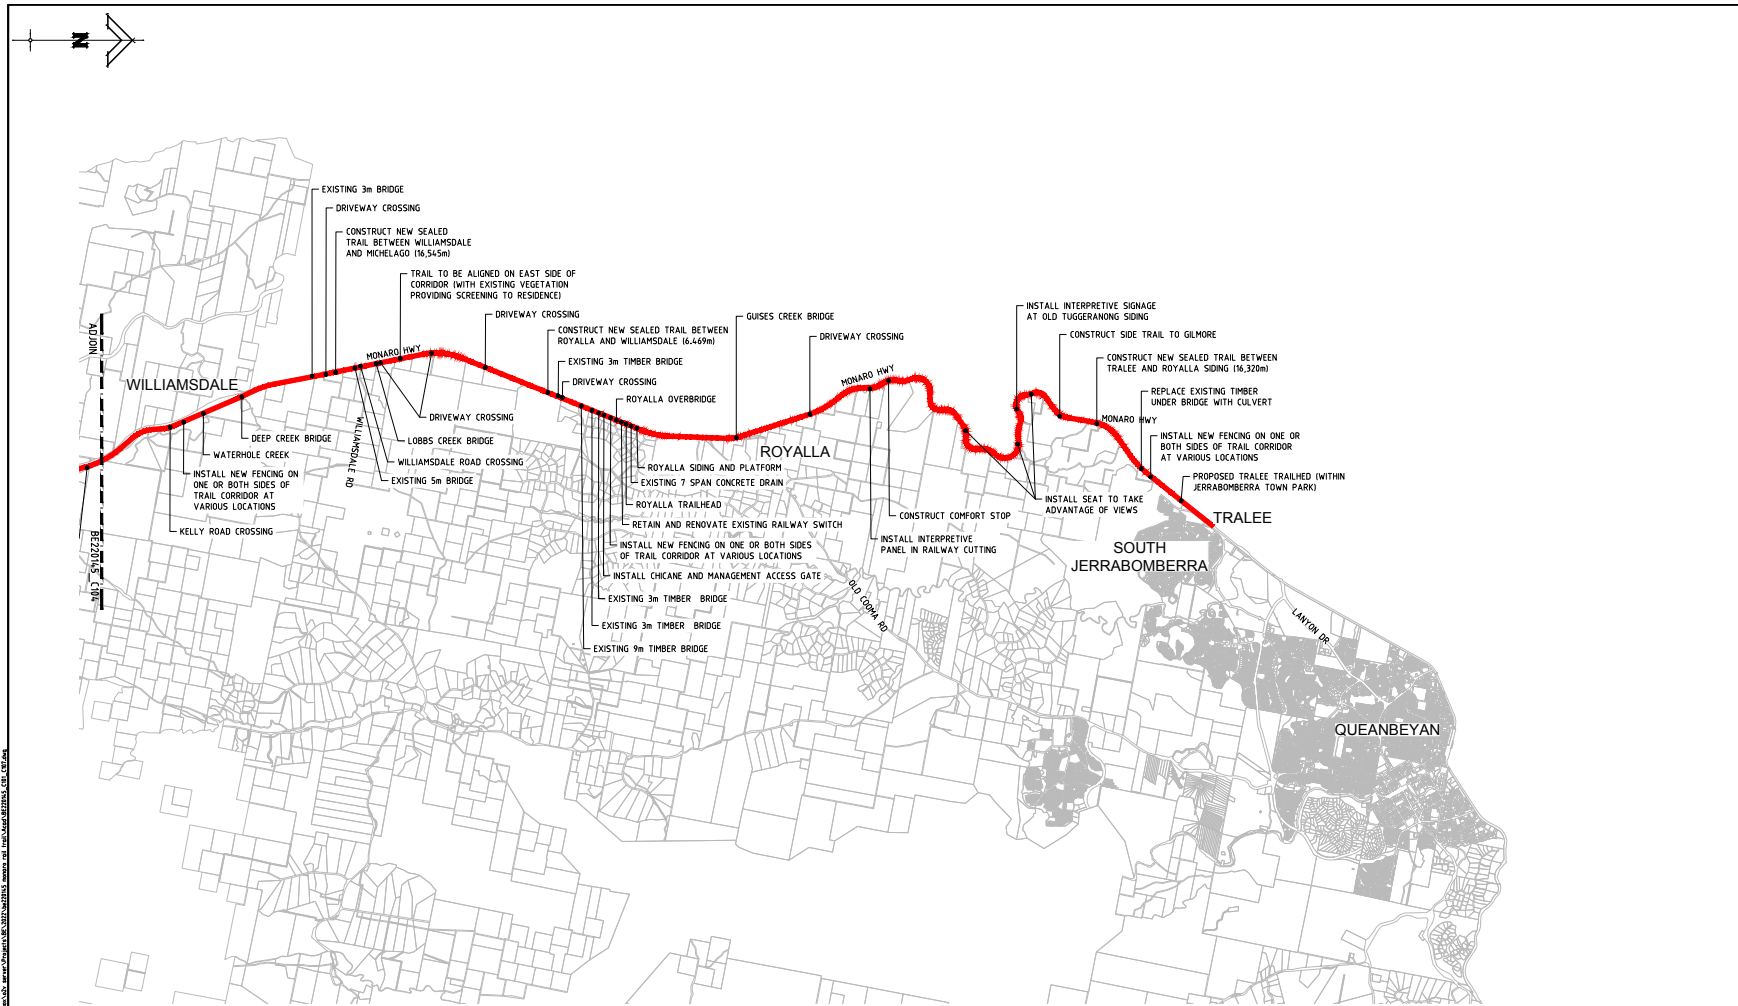 N
EXISTING 3m BRIDGE
DRIVEWAY CROSSING
CONSTRUCT NEW SEALED
TRAIL BETWEEN WILLIAMSDALE
AND MICHELAGO (16,545m)
TRAIL TO BE ALIGNED ON EAST SIDE OF
CORRIDOR (WITH EXISTING VEGETATION
PROVIDING SCREENING TO RESIDENCE)
DRIVEWAY CROSSING
CONSTRUCT NEW SEALED TRAIL BETWEEN
ROYALLA AND WILLIAMSDALE (6.469m)
EXISTING 3m TIMBER BRIDGE
DRIVEWAY CROSSING
ROYALLA OVERBRIDGE
GUISES CREEK BRIDGE
DRIVEWAY CROSSING
INSTALL INTERPRETIVE SIGNAGE
AT OLD TUGGERANONG SIDING
CONSTRUCT SIDE TRAIL TO GILMORE
CONSTRUCT NEW SEALED TRAIL BETWEEN
TRALEE AND ROYALLA SIDING (16,320m)
REPLACE EXISTING TIMBER
UNDER BRIDGE WITH CULVERT
INSTALL NEW FENCING ON ONE OR
BOTH SIDES OF TRAIL CORRIDOR
AT VARIOUS LOCATIONS
PROPOSED TRALEE TRAILHED (WITHIN
JERRABOMBERRA TOWN PARK)
MONARO HWY
MONARO HWY
MONARO HWY
ADJOIN
BE220145_C104
WILLIAMSDALE
WILLIAMSDALE RD
DEEP CREEK BRIDGE
WATERHOLE CREEK
INSTALL NEW FENCING ON
ONE OR BOTH SIDES OF
TRAIL CORRIDOR AT
VARIOUS LOCATIONS
KELLY ROAD CROSSING
DRIVEWAY CROSSING
LOBBS CREEK BRIDGE
WILLIAMSDALE ROAD CROSSING
EXISTING 5m BRIDGE
ROYALLA
ROYALLA SIDING AND PLATFORM
EXISTING 7 SPAN CONCRETE DRAIN
ROYALLA TRAILHEAD
RETAIN AND RENOVATE EXISTING RAILWAY SWITCH
INSTALL NEW FENCING ON ONE OR BOTH SIDES
OF TRAIL CORRIDOR AT VARIOUS LOCATIONS
INSTALL CHICANE AND MANAGEMENT ACCESS GATE
EXISTING 3m TIMBER BRIDGE
EXISTING 3m TIMBER BRIDGE
EXISTING 9m TIMBER BRIDGE
CONSTRUCT COMFORT STOP
INSTALL INTERPRETIVE
PANEL IN RAILWAY CUTTING
INSTALL SEAT TO TAKE
ADVANTAGE OF VIEWS
OLD COOMA RD
TRALEE
SOUTH
JERRABOMBERRA
LANYON DR
QUEANBEYAN